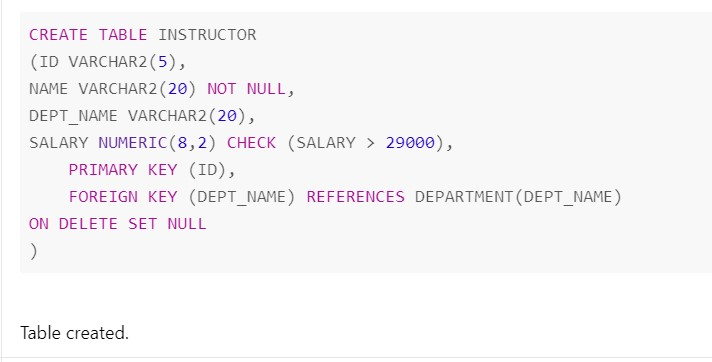 CREATE TABLE INSTRUCTOR
(ID VARCHAR2(5),
NAME VARCHAR2(20) NOT NULL,
DEPT_NAME VARCHAR2(20),
SALARY NUMERIC(8,2) CHECK (SALARY > 29000),
    PRIMARY KEY (ID),
    FOREIGN KEY (DEPT_NAME) REFERENCES DEPARTMENT(DEPT_NAME)
ON DELETE SET NULL
)
Table created.